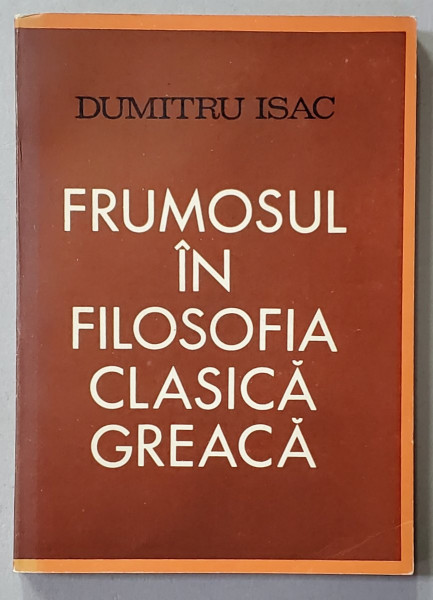 DUMITRU ISAC
FRUMOSUL
ÎN
FILOSOFIA
CLASICĂ
GREACĂ